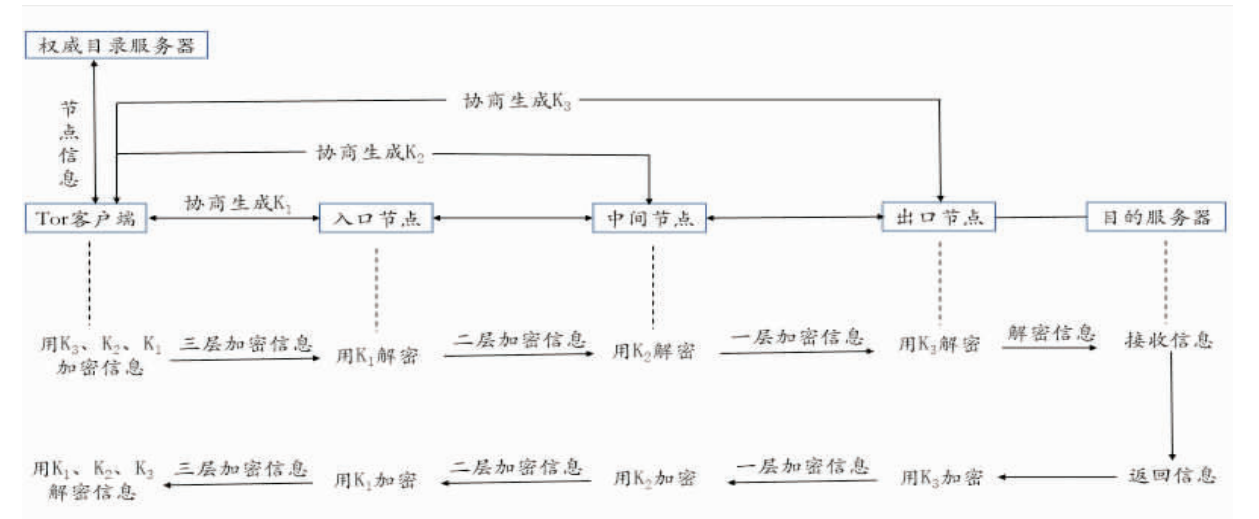 权威目录服务器
节点信息
协商生成K₃
协商生成K₂
协商生成K₁
Tor客户端
入口节点
中间节点
出口节点
目的服务器
用K₃、K₂、K₁
加密信息
三层加密信息
用K₁解密
二层加密信息
用K₂解密
一层加密信息
用K₃解密
解密信息
接收信息
用K₁、K₂、K₃
解密信息
三层加密信息
用K₁加密
二层加密信息
用K₂加密
一层加密信息
用K₃加密
返回信息